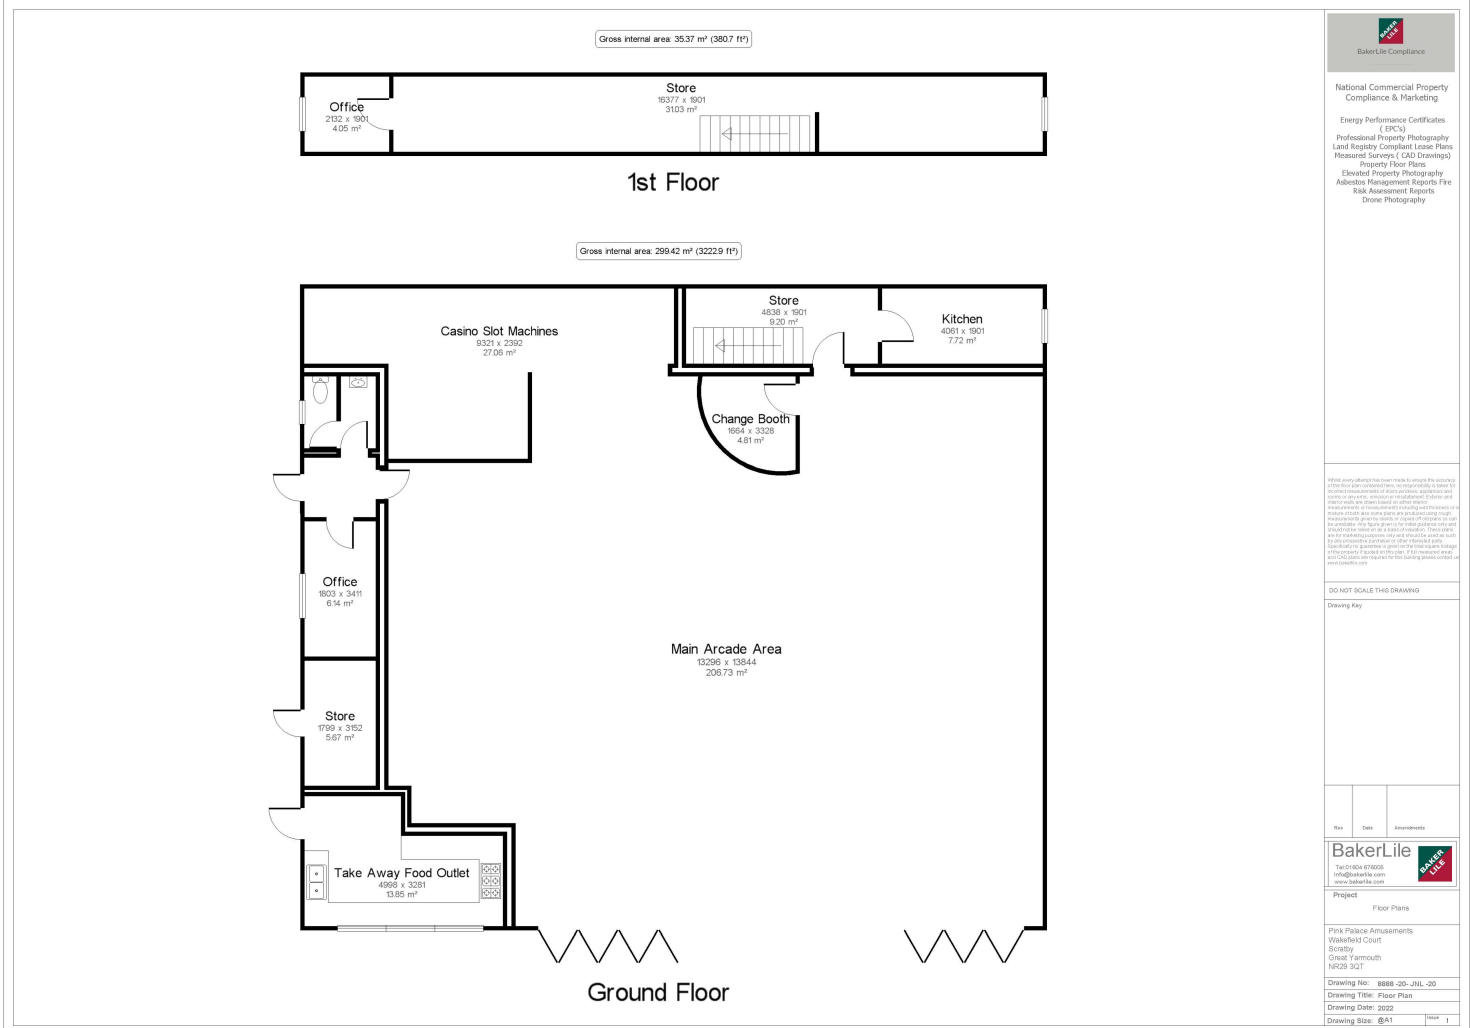 Gross internal area: 35.37 m² (380.7 ft²)
Office
2132 x 1901
4.05 m²
Store
16377 x 1901
31.03 m²
1st Floor
Gross internal area: 299.42 m² (3222.9 ft²)
Casino Slot Machines
9321 x 2392
27.06 m²
Store
4838 x 1901
9.20 m²
Kitchen
4061 x 1901
7.72 m²
Change Booth
1664 x 3328
4.81 m²
Office
1803 x 3411
6.14 m²
Main Arcade Area
13296 x 13844
206.73 m²
Store
1799 x 3152
5.67 m²
Take Away Food Outlet
4998 x 3281
13.85 m²
Ground Floor
BAKER
LILE
BakerLile Compliance
National Commercial Property
Compliance & Marketing
Energy Performance Certificates
( EPC's)
Professional Property Photography
Land Registry Compliant Lease Plans
Measured Surveys ( CAD Drawings)
Property Floor Plans
Elevated Property Photography
Asbestos Management Reports Fire
Risk Assessment Reports
Drone Photography
DO NOT SCALE THIS DRAWING
Drawing Key
Rev Date Amendments
BakerLile
Tel:01604 676005
Info@bakerlile.com
www.bakerlile.com
BAKER
LILE
Project
Floor Plans
Pink Palace Amusements
Wakefield Court
Scratby
Great Yarmouth
NR29 3QT
Drawing No: 8888 -20- JNL -20
Drawing Title: Floor Plan
Drawing Date: 2022
Drawing Size: @A1 Issue 1